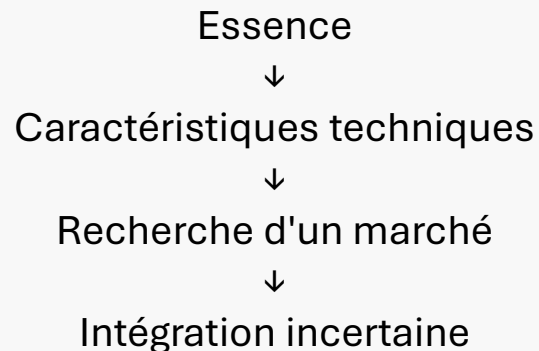 Essence
↓
Caractéristiques techniques
↓
Recherche d'un marché
↓
Intégration incertaine